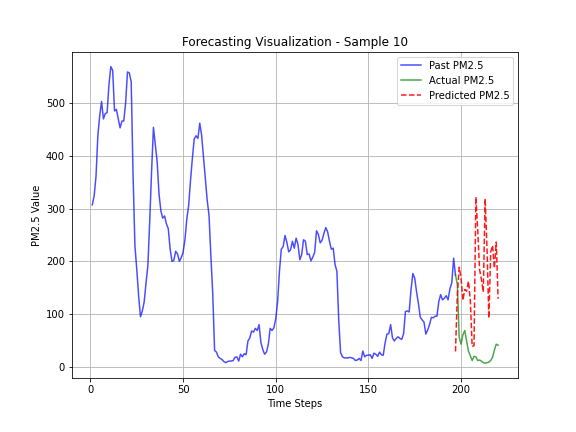 Forecasting Visualization - Sample 10
Past PM2.5
Actual PM2.5
Predicted PM2.5
PM2.5 Value
500
400
300
200
100
0
0
50
100
150
200
Time Steps